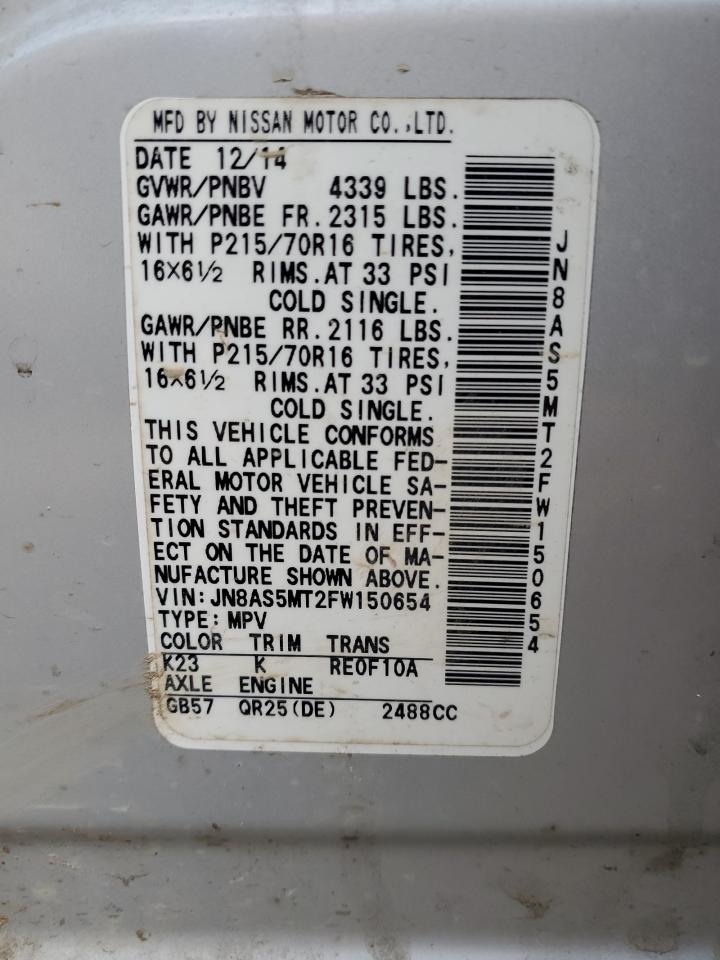 MFD BY NISSAN MOTOR CO.,LTD.
DATE 12/14
GVWR/PNBV 4339 LBS.
GAWR/PNBE FR. 2315 LBS.
WITH P215/70R16 TIRES,
16×6½ RIMS. AT 33 PSI
COLD SINGLE.
GAWR/PNBE RR. 2116 LBS.
WITH P215/70R16 TIRES,
16×6½ RIMS. AT 33 PSI
COLD SINGLE.
THIS VEHICLE CONFORMS
TO ALL APPLICABLE FED-
ERAL MOTOR VEHICLE SA-
FETY AND THEFT PREVEN-
TION STANDARDS IN EFF-
ECT ON THE DATE OF MA-
NUFACTURE SHOWN ABOVE.
VIN: JN8AS5MT2FW150654
TYPE: MPV
COLOR TRIM TRANS
K23 K RE0F10A
AXLE ENGINE
GB57 QR25(DE) 2488CC
JN8AS5MT2FW150654